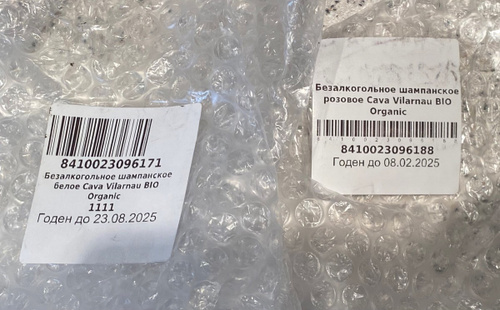 8410023096171
Безалкогольное шампанское
белое Cava Vilarnau BIO
Organic
1111
Годен до 23.08.2025
Безалкогольное шампанское
розовое Cava Vilarnau BIO
Organic
8410023096188
Годен до 08.02.2025